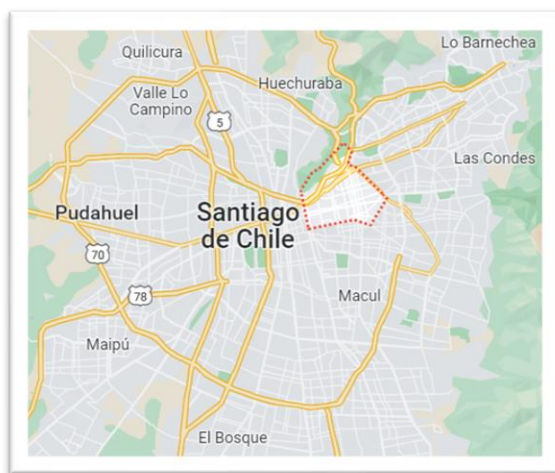 Lo Barnechea
Quilicura
Huechuraba
Valle Lo
Campino
5
Las Condes
Pudahuel
Santiago
de Chile
70
78
Macul
Maipú
El Bosque